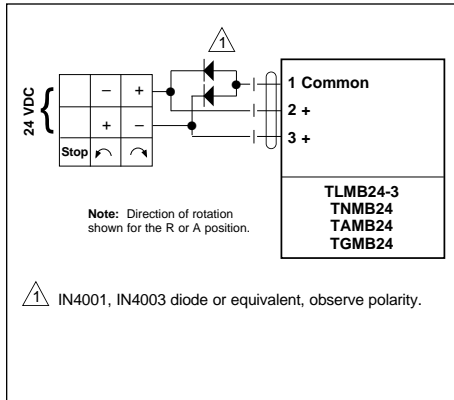 1
24 VDC
– +
+ –
Stop
1 Common
2 +
3 +
Note: Direction of rotation
shown for the R or A position.
TLMB24-3
TNMB24
TAMB24
TGMB24
1 IN4001, IN4003 diode or equivalent, observe polarity.